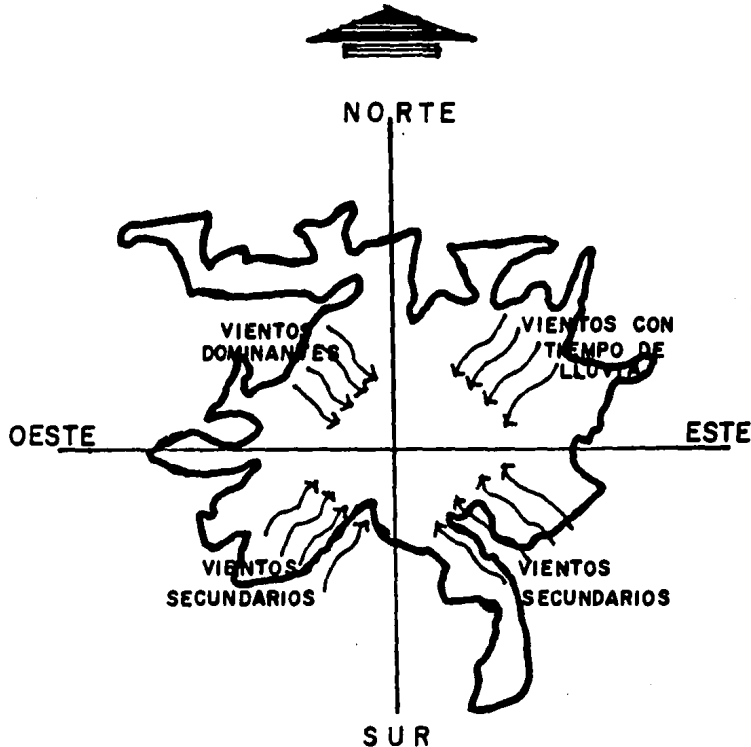 NORTE
VIENTOS
DOMINANTES
VIENTOS CON
TIEMPO DE
LLUVIA
OESTE
ESTE
VIENTOS
SECUNDARIOS
VIENTOS
SECUNDARIOS
SUR